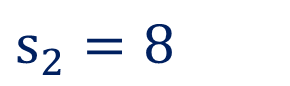 s₂ = 8